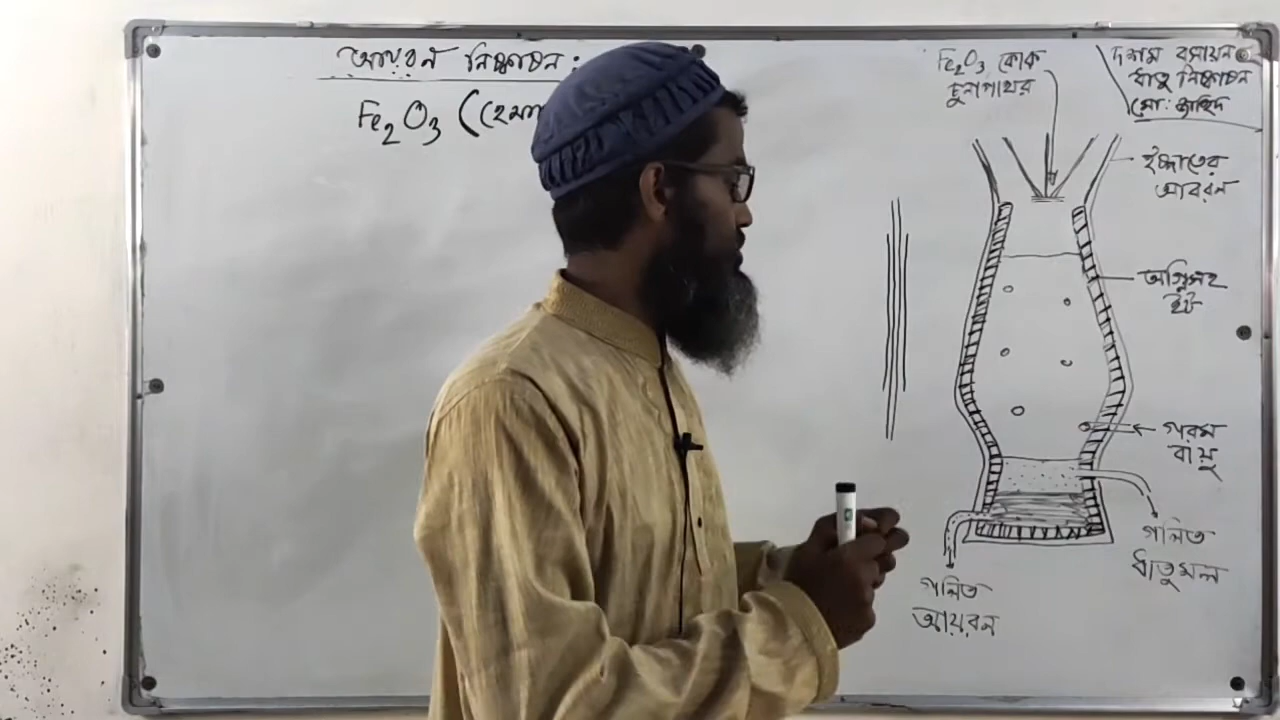 আয়রন নিষ্কাশন:
Fe2O3 (হেমা
Fe2O3 কোক
চুনাপাথর
দশম রসায়ন
ধাতু নিষ্কাশন
মো: জাহিদ
ইস্পাতের
আবরন
অগ্নিসহ
ইট
গরম
বায়ু
গলিত
ধাতুমল
গলিত
আয়রন